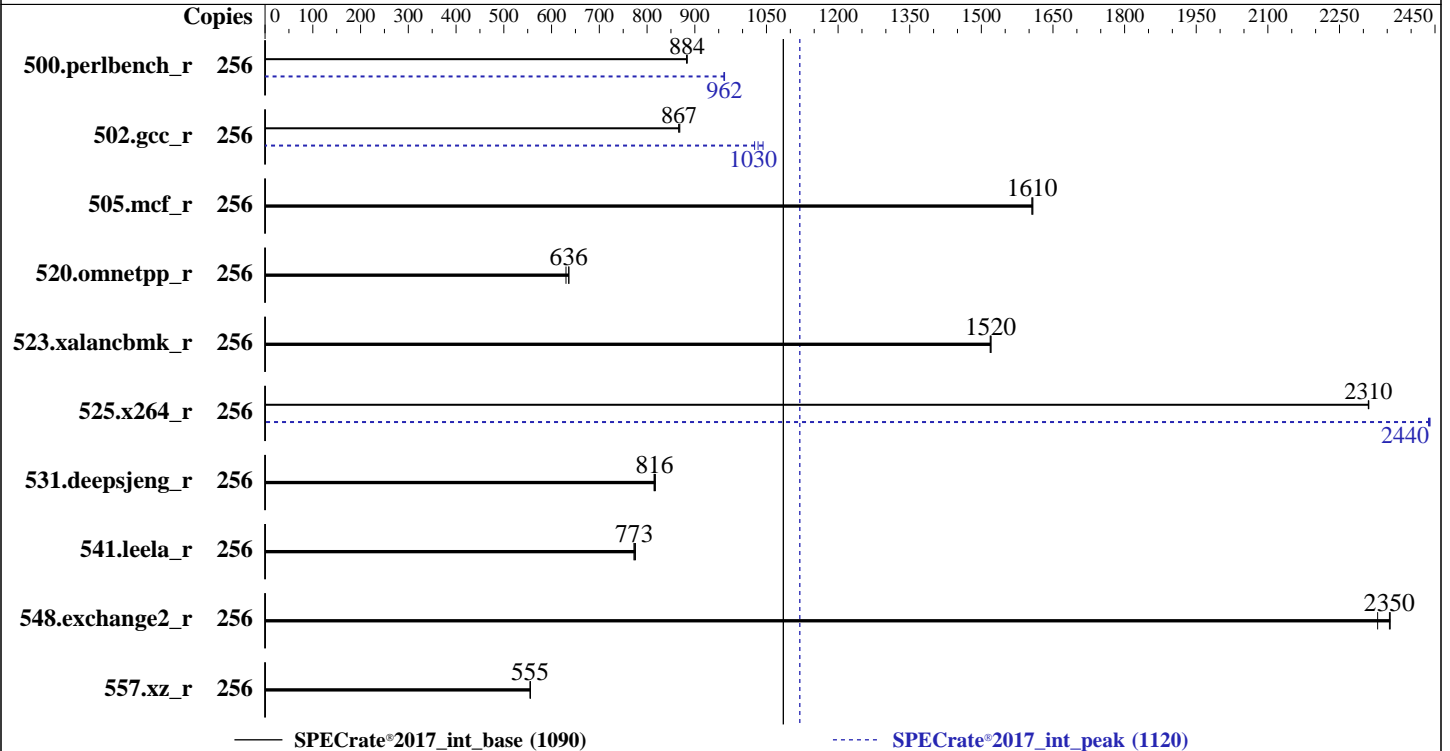 Copies 0 100 200 300 400 500 600 700 800 900 1050 1200 1350 1500 1650 1800 1950 2100 2250 2450
884
500.perlbench_r 256
962
867
502.gcc_r 256
1030
1610
505.mcf_r 256
636
520.omnetpp_r 256
1520
523.xalancbmk_r 256
2310
525.x264_r 256
2440
816
531.deepsjeng_r 256
773
541.leela_r 256
2350
548.exchange2_r 256
555
557.xz_r 256
SPECrate®2017_int_base (1090) SPECrate®2017_int_peak (1120)